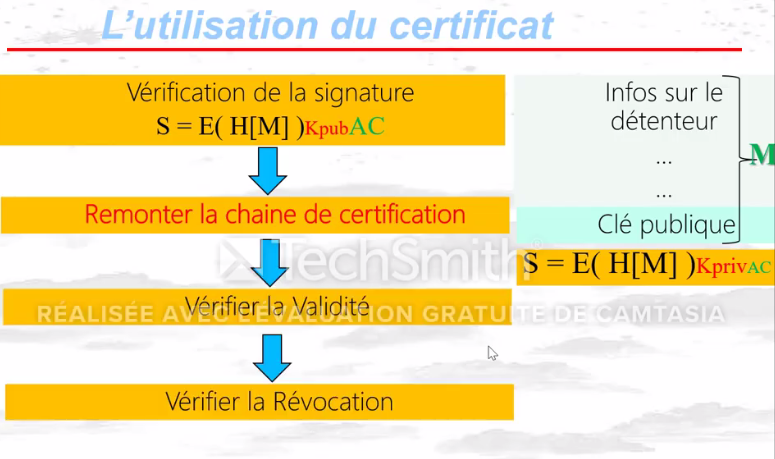 L'utilisation du certificat
Vérification de la signature
S = E( H[M] )KpubAC
Remonter la chaine de certification
Vérifier la Validité
Vérifier la Révocation
Infos sur le
détenteur
...
...
Clé publique
M
S = E( H[M] )KprivAC
TechSmith
RÉALISÉE AVEC L'ÉVALUATION GRATUITE DE CAMTASIA